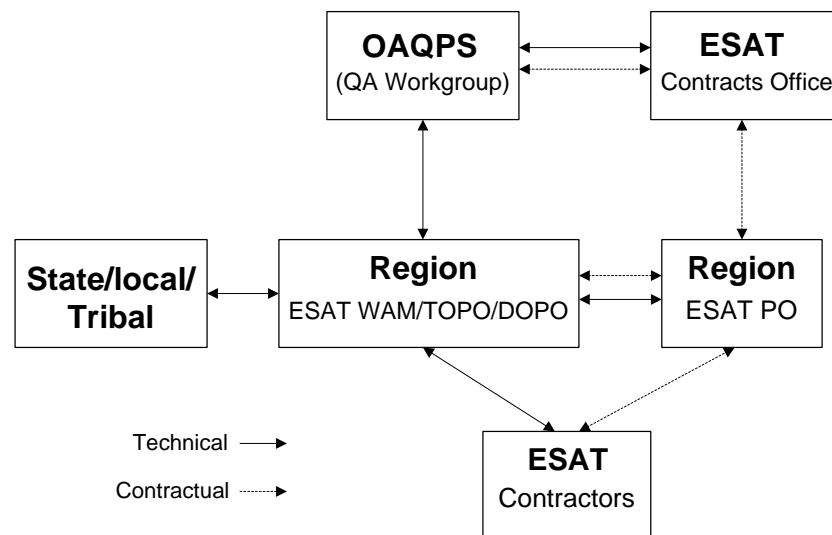 OAQPS
(QA Workgroup)
ESAT
Contracts Office
State/local/
Tribal
Region
ESAT WAM/TOPO/DOPO
Region
ESAT PO
Technical
Contractual
ESAT
Contractors